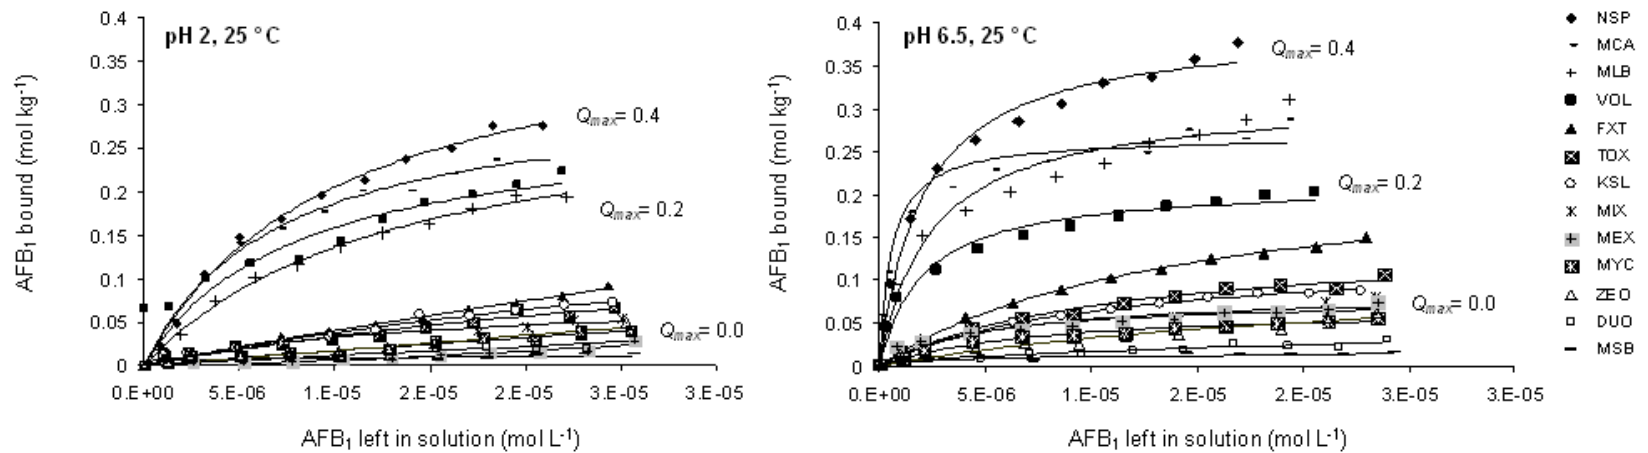 pH 2, 25 °C
AFB₁ bound (mol kg⁻¹)
0.4
0.35
0.3
0.25
0.2
0.15
0.1
0.05
0
Qmax= 0.4
Qmax= 0.2
Qmax= 0.0
0.E+00 5.E-06 1.E-05 2.E-05 2.E-05 3.E-05 3.E-05
AFB₁ left in solution (mol L⁻¹)
pH 6.5, 25 °C
AFB₁ bound (mol kg⁻¹)
0.4
0.35
0.3
0.25
0.2
0.15
0.1
0.05
0
Qmax= 0.4
Qmax= 0.2
Qmax= 0.0
0.E+00 5.E-06 1.E-05 2.E-05 2.E-05 3.E-05 3.E-05
AFB₁ left in solution (mol L⁻¹)
NSP
MCA
MLB
VOL
FXT
TOX
KSL
MIX
MEX
MYC
ZEO
DUO
MSB